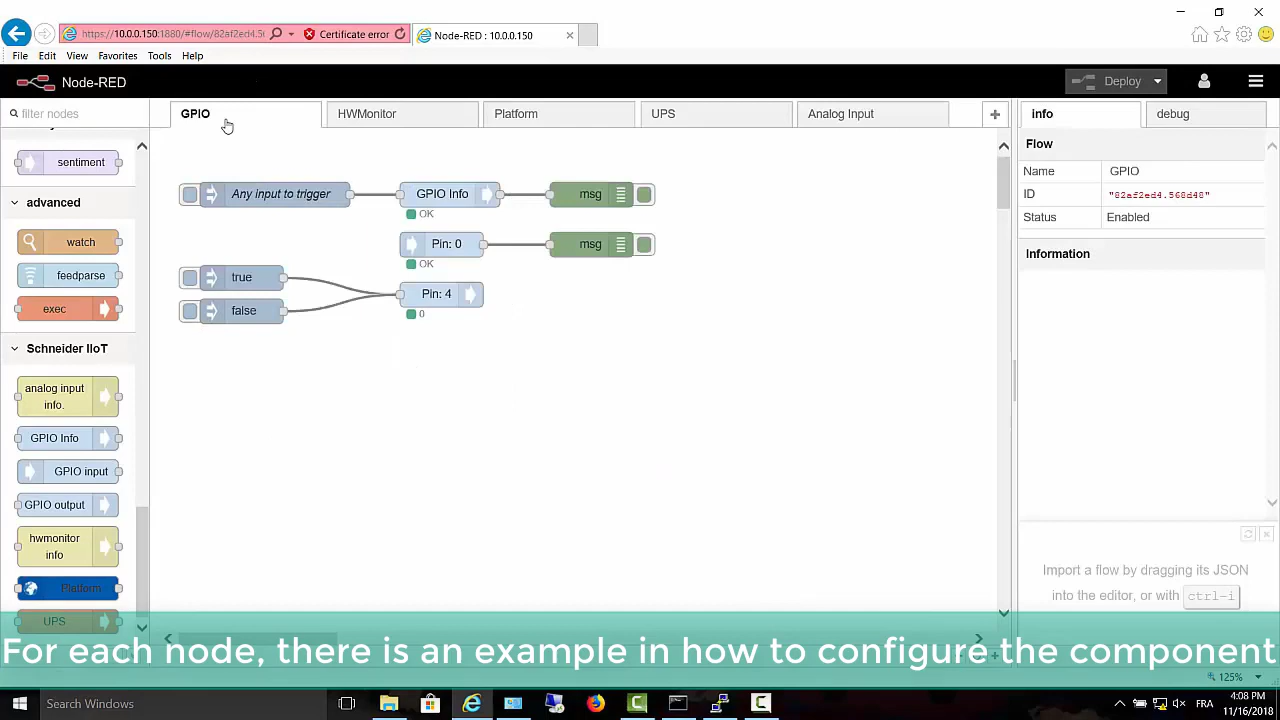 https://10.0.0.150:1880/#flow/82af2ed4.56
Certificate error
Node-RED : 10.0.0.150
File Edit View Favorites Tools Help
Node-RED
Deploy
filter nodes
GPIO
HWMonitor
Platform
UPS
Analog Input
info
debug
sentiment
advanced
watch
feedparse
exec
Schneider IIoT
analog input
info.
GPIO Info
GPIO input
GPIO output
hwmonitor
info
Platform
UPS
Any input to trigger
GPIO Info
msg
OK
Pin: 0
msg
OK
true
false
Pin: 4
0
Flow
Name GPIO
ID "82af2ed4.568d48"
Status Enabled
Information
Import a flow by dragging its JSON
into the editor, or with ctrl-i
For each node, there is an example in how to configure the component
125%
Search Windows
4:08 PM
FRA
11/16/2018